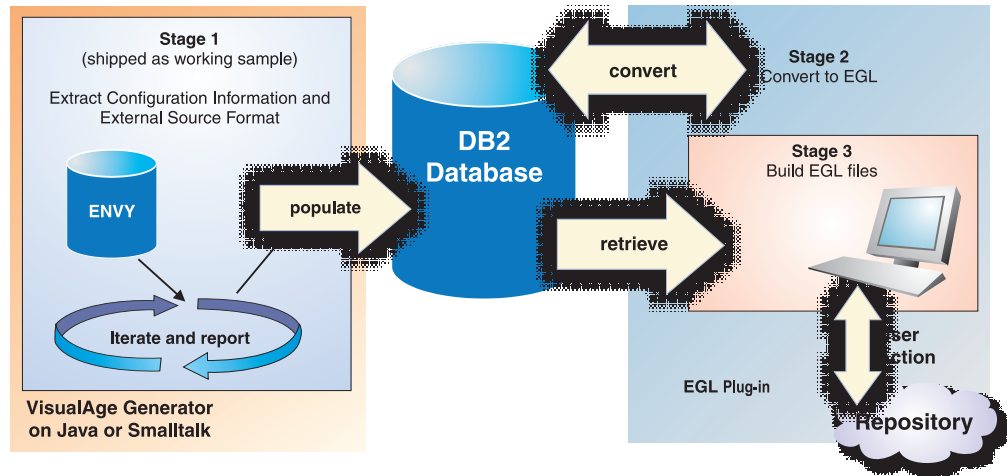 Stage 1
(shipped as working sample)
Extract Configuration Information and
External Source Format
ENVY
Iterate and report
VisualAge Generator
on Java or Smalltalk
populate
DB2
Database
convert
retrieve
Stage 2
Convert to EGL
Stage 3
Build EGL files
EGL Plug-in
Repository